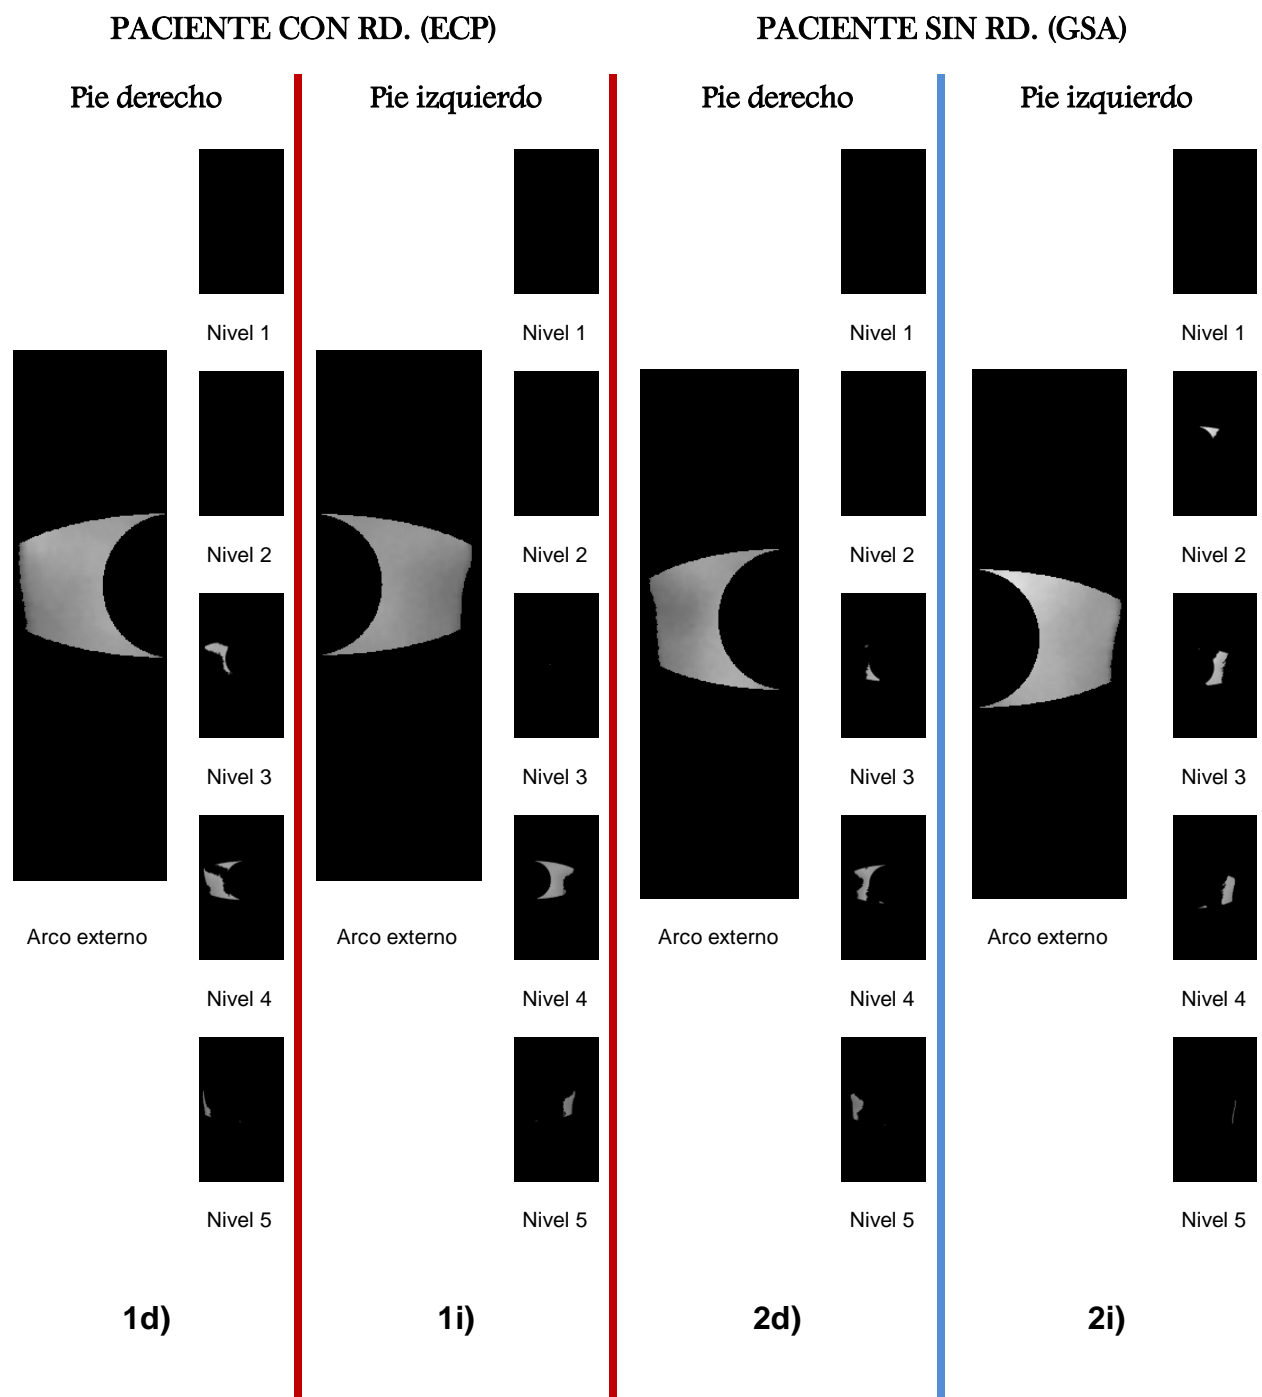 PACIENTE CON RD. (ECP)
PACIENTE SIN RD. (GSA)
Pie derecho
Pie izquierdo
Pie derecho
Pie izquierdo
Nivel 1
Nivel 1
Nivel 1
Nivel 1
Nivel 2
Nivel 2
Nivel 2
Nivel 2
Nivel 3
Nivel 3
Nivel 3
Nivel 3
Arco externo
Arco externo
Arco externo
Arco externo
Nivel 4
Nivel 4
Nivel 4
Nivel 4
Nivel 5
Nivel 5
Nivel 5
Nivel 5
1d)
1i)
2d)
2i)